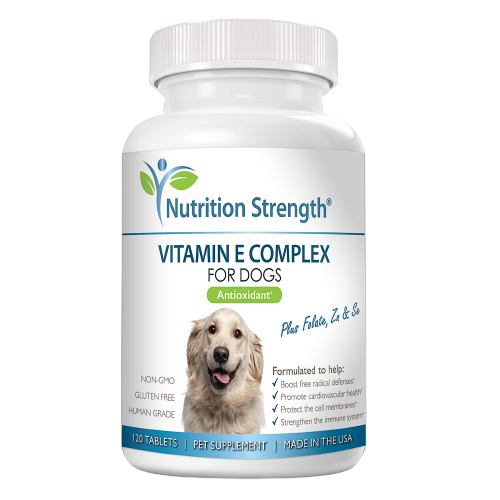 Nutrition Strength®
VITAMIN E COMPLEX
FOR DOGS
Antioxidant*
Plus Folate, Zn & Se
NON-GMO
GLUTEN FREE
HUMAN GRADE
Formulated to help:
✓ Boost free radical defenses*
✓ Promote cardiovascular health*
✓ Protect the cell membranes*
✓ Strengthen the immune system*
120 TABLETS | PET SUPPLEMENT | MADE IN THE USA